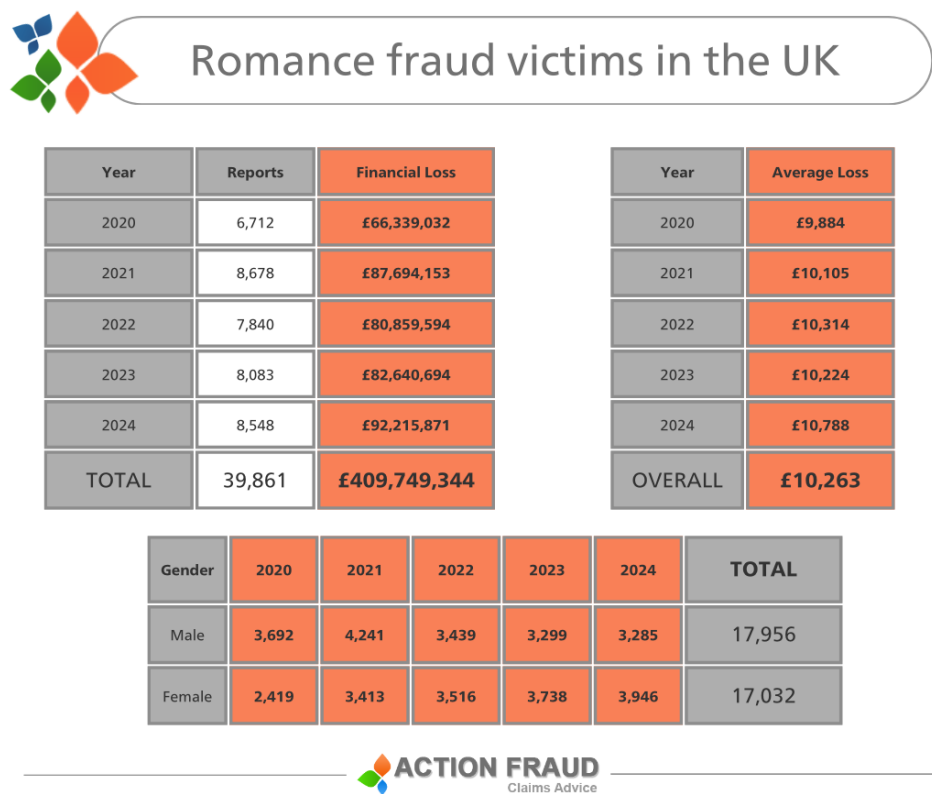 Romance fraud victims in the UK
Year Reports Financial Loss
2020 6,712 £66,339,032
2021 8,678 £87,694,153
2022 7,840 £80,859,594
2023 8,083 £82,640,694
2024 8,548 £92,215,871
TOTAL 39,861 £409,749,344
Year Average Loss
2020 £9,884
2021 £10,105
2022 £10,314
2023 £10,224
2024 £10,788
OVERALL £10,263
Gender 2020 2021 2022 2023 2024 TOTAL
Male 3,692 4,241 3,439 3,299 3,285 17,956
Female 2,419 3,413 3,516 3,738 3,946 17,032
ACTION FRAUD
Claims Advice